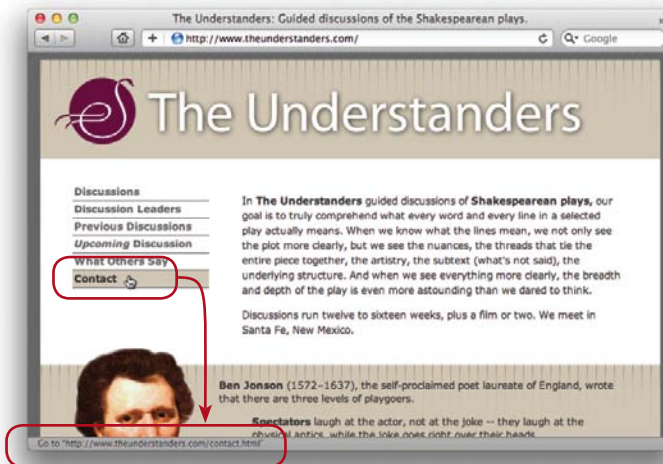 The Understanders: Guided discussions of the Shakespearean plays.
http://www.theunderstanders.com/
Google
The Understanders
Discussions
Discussion Leaders
Previous Discussions
Upcoming Discussion
What Others Say
Contact
In The Understanders guided discussions of Shakespearean plays, our
goal is to truly comprehend what every word and every line in a selected
play actually means. When we know what the lines mean, we not only see
the plot more clearly, but we see the nuances, the threads that tie the
entire piece together, the artistry, the subtext (what's not said), the
underlying structure. And when we see everything more clearly, the breadth
and depth of the play is even more astounding than we dared to think.
Discussions run twelve to sixteen weeks, plus a film or two. We meet in
Santa Fe, New Mexico.
Ben Jonson (1572–1637), the self-proclaimed poet laureate of England, wrote
that there are three levels of playgoers.
Spectators laugh at the actor, not at the joke -- they laugh at the
physical antics, while the joke goes right over their heads.
Go to "http://www.theunderstanders.com/contact.html"